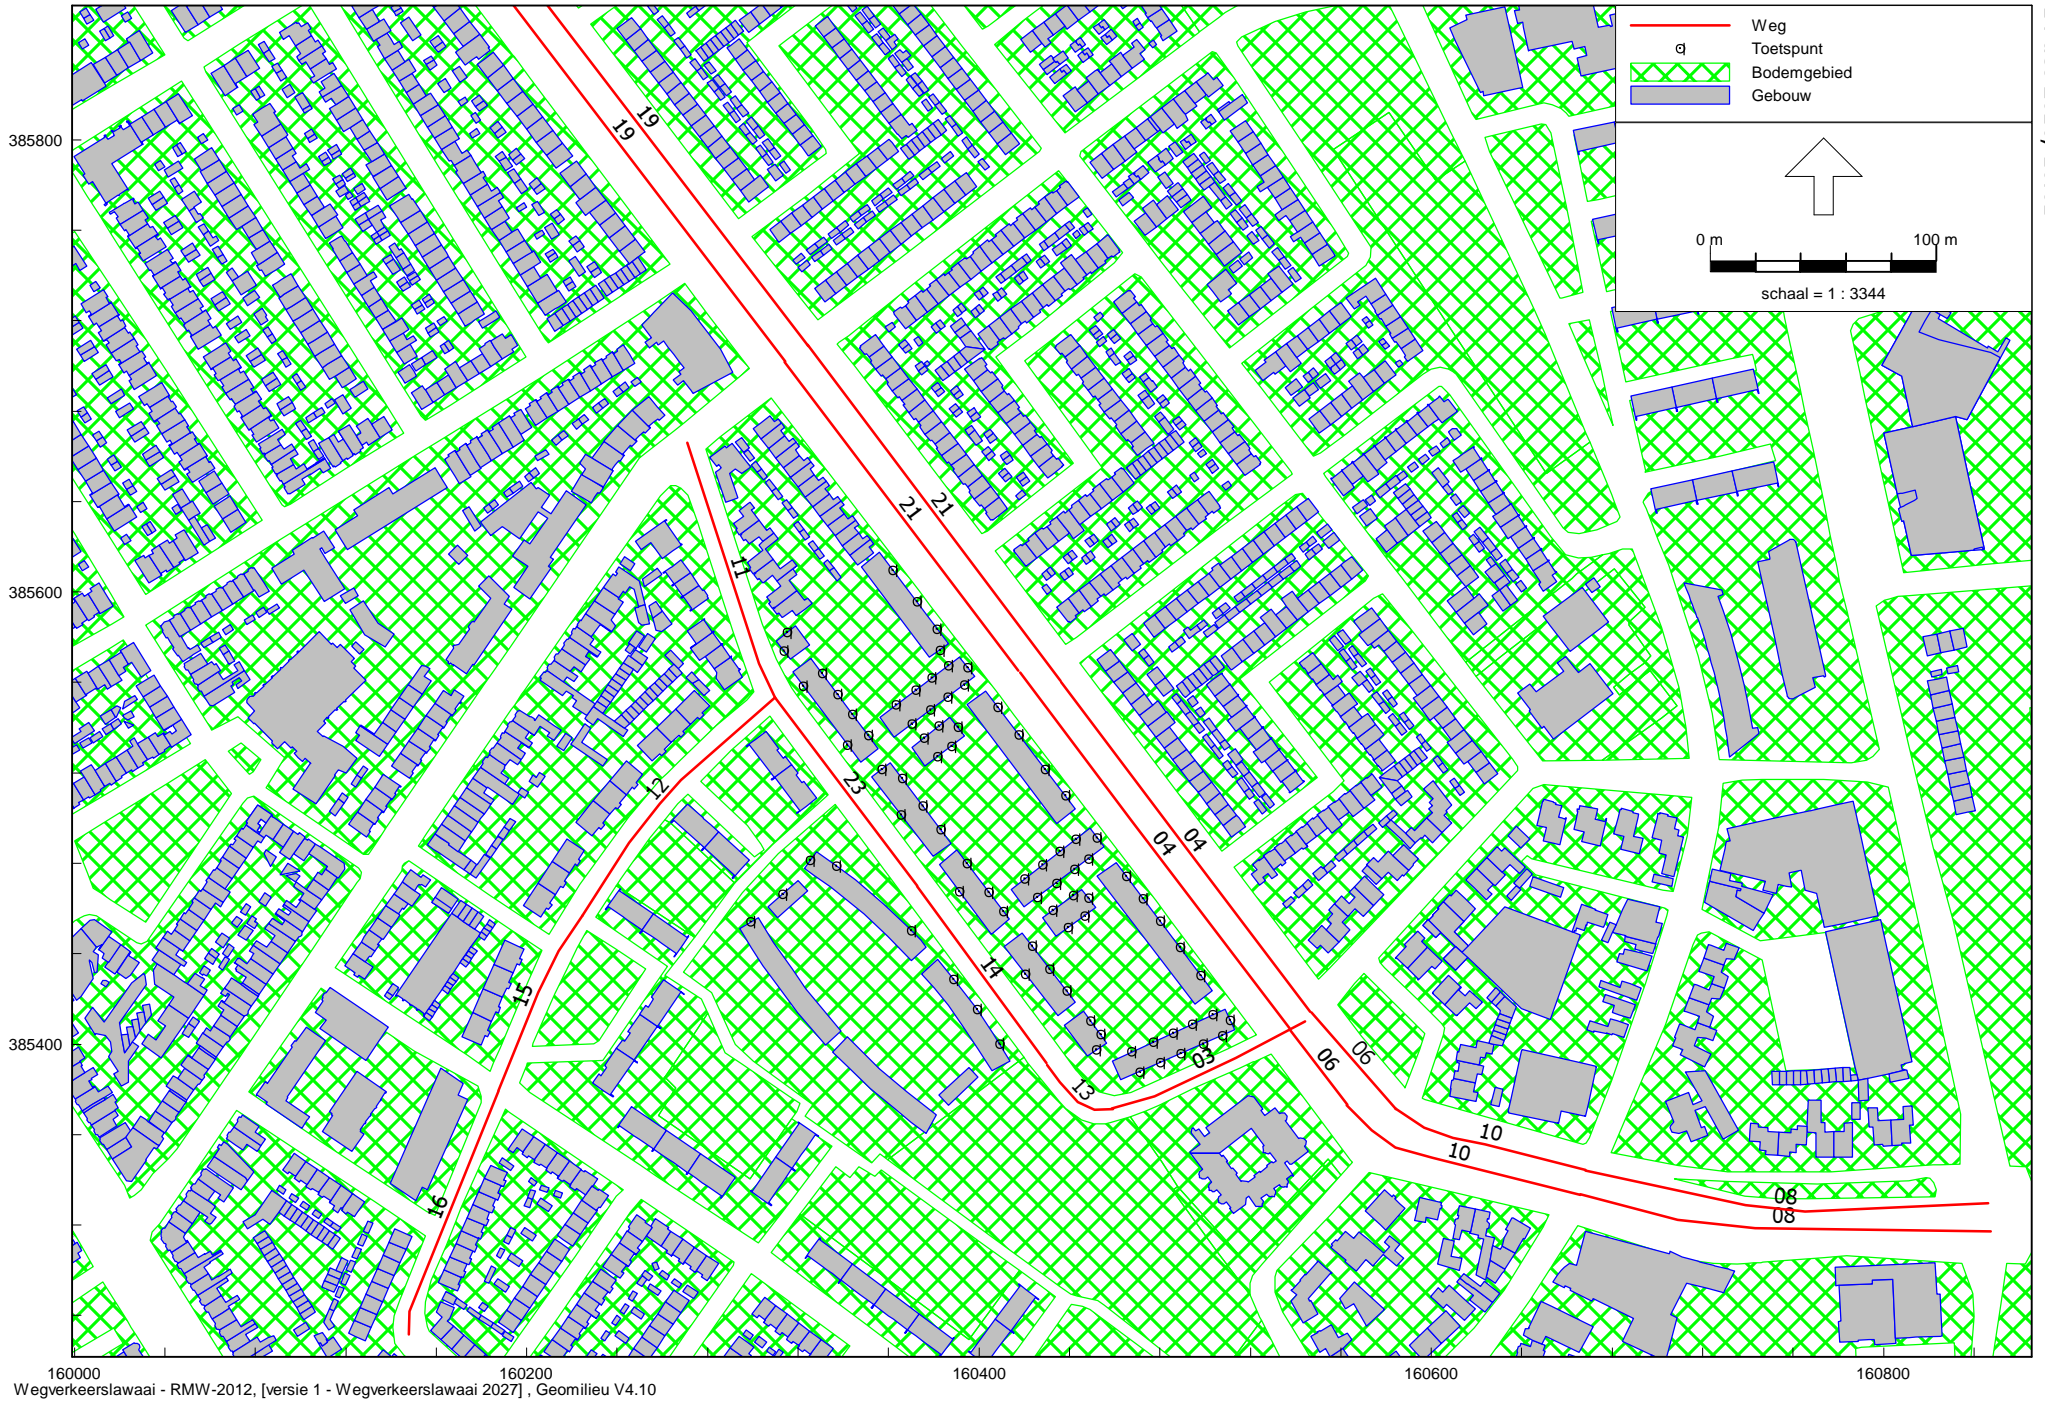 Weg
Toetspunt
Bodemgebied
Gebouw
0 m 100 m
schaal = 1 : 3344
385800
385600
385400
19
19
21
21
11
12
23
04
04
14
15
13
03
06
06
10
10
16
08
08
160000 160200 160400 160600 160800
Wegverkeerslawaai - RMW-2012, [versie 1 - Wegverkeerslawaai 2027] , Geomilieu V4.10